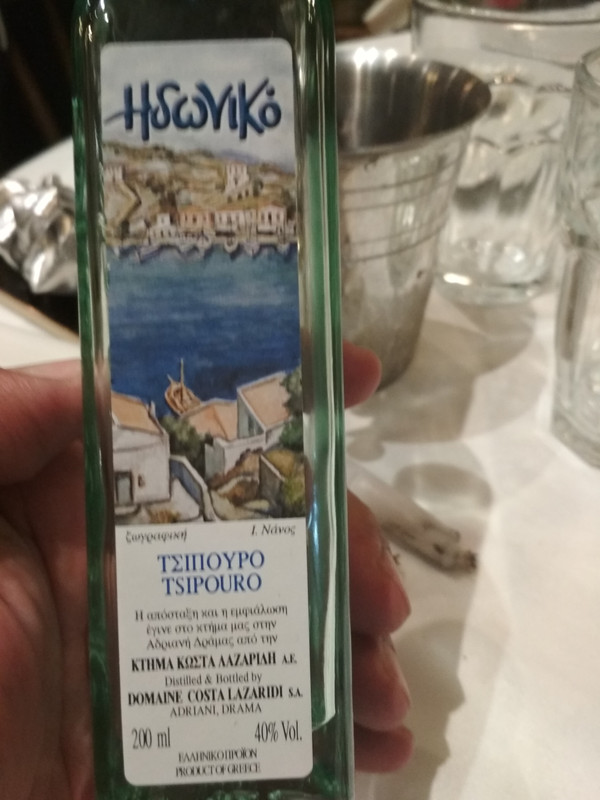 Ηδωνικό
ζωγραφική Ι. Νάνος
ΤΣΙΠΟΥΡΟ
TSIPOURO
Η απόσταξη και η εμφιάλωση
έγινε στο κτήμα μας στην
Αδριανή Δράμας από την
ΚΤΗΜΑ ΚΩΣΤΑ ΛΑΖΑΡΙΔΗ Α.Ε.
Distilled & Bottled by
DOMAINE COSTA LAZARIDI S.A.
ADRIANI, DRAMA
200 ml 40% Vol.
ΕΛΛΗΝΙΚΟ ΠΡΟΪΟΝ
PRODUCT OF GREECE